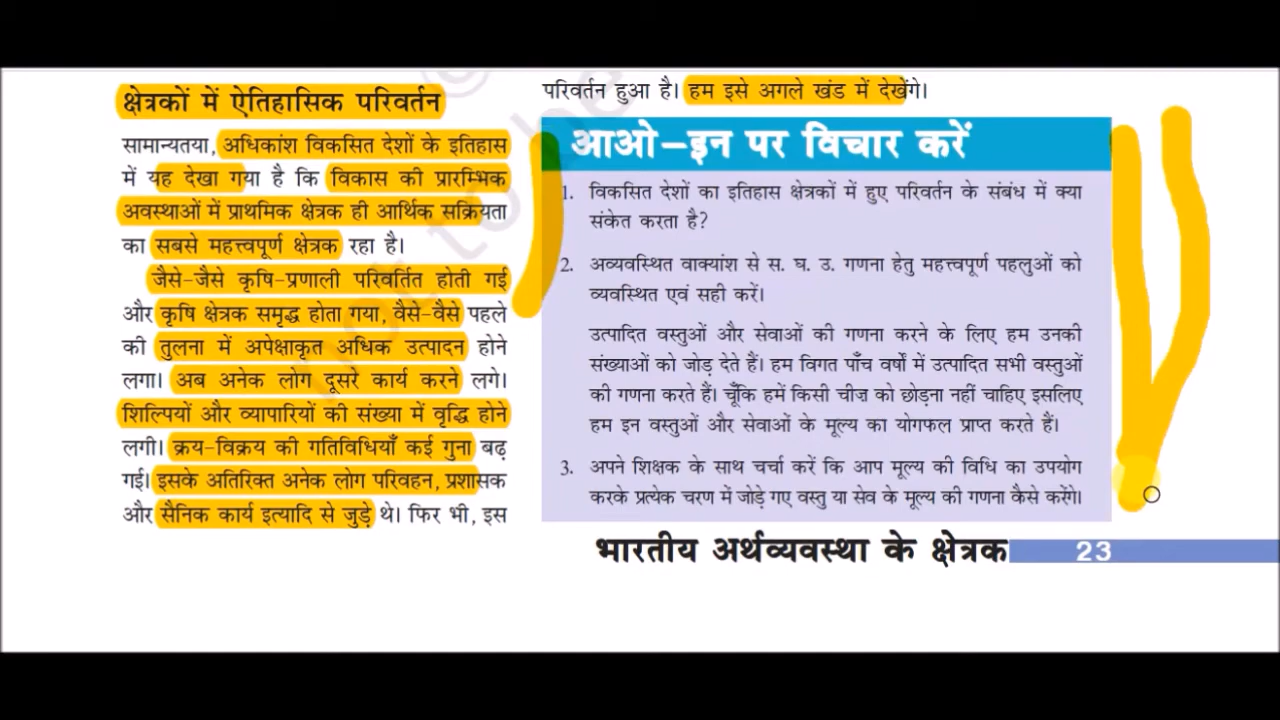 क्षेत्रकों में ऐतिहासिक परिवर्तन
सामान्यतया, अधिकांश विकसित देशों के इतिहास
में यह देखा गया है कि विकास की प्रारम्भिक
अवस्थाओं में प्राथमिक क्षेत्रक ही आर्थिक सक्रियता
का सबसे महत्त्वपूर्ण क्षेत्रक रहा है।
जैसे-जैसे कृषि-प्रणाली परिवर्तित होती गई
और कृषि क्षेत्रक समृद्ध होता गया, वैसे-वैसे पहले
की तुलना में अपेक्षाकृत अधिक उत्पादन होने
लगा। अब अनेक लोग दूसरे कार्य करने लगे।
शिल्पियों और व्यापारियों की संख्या में वृद्धि होने
लगी। क्रय-विक्रय की गतिविधियाँ कई गुना बढ़
गई। इसके अतिरिक्त अनेक लोग परिवहन, प्रशासक
और सैनिक कार्य इत्यादि से जुड़े थे। फिर भी, इस
परिवर्तन हुआ है। हम इसे अगले खंड में देखेंगे।
आओ-इन पर विचार करें
1. विकसित देशों का इतिहास क्षेत्रकों में हुए परिवर्तन के संबंध में क्या
संकेत करता है?
2. अव्यवस्थित वाक्यांश से स. घ. उ. गणना हेतु महत्त्वपूर्ण पहलुओं को
व्यवस्थित एवं सही करें।
उत्पादित वस्तुओं और सेवाओं की गणना करने के लिए हम उनकी
संख्याओं को जोड़ देते हैं। हम विगत पाँच वर्षों में उत्पादित सभी वस्तुओं
की गणना करते हैं। चूँकि हमें किसी चीज को छोड़ना नहीं चाहिए इसलिए
हम इन वस्तुओं और सेवाओं के मूल्य का योगफल प्राप्त करते हैं।
3. अपने शिक्षक के साथ चर्चा करें कि आप मूल्य की विधि का उपयोग
करके प्रत्येक चरण में जोड़े गए वस्तु या सेव के मूल्य की गणना कैसे करेंगे।
भारतीय अर्थव्यवस्था के क्षेत्रक 23
not to be